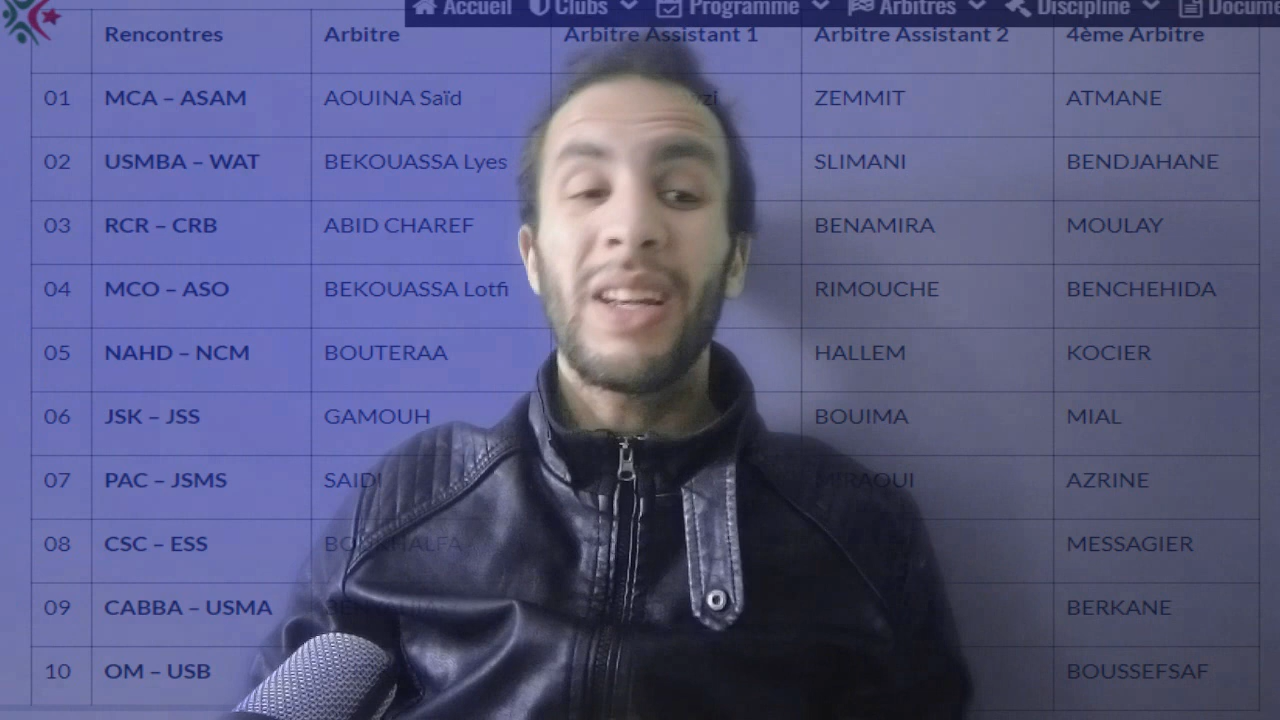 Accueil Clubs Programme Arbitres Discipline
Rencontres Arbitre Arbitre Assistant 1 Arbitre Assistant 2 4ème Arbitre
01 MCA – ASAM AOUINA Saïd ZEMMIT ATMANE
02 USMBA – WAT BEKOUASSA Lyes SLIMANI BENDJAHANE
03 RCR – CRB ABID CHAREF BENAMIRA MOULAY
04 MCO – ASO BEKOUASSA Lotfi RIMOUCHE BENCHEHIDA
05 NAHD – NCM BOUTERAA HALLEM KOCIER
06 JSK – JSS GAMOUH BOUIMA MIAL
07 PAC – JSMS SAIDI MIRAOUI AZRINE
08 CSC – ESS BOUKHALFA MESSAGIER
09 CABBA – USMA BERKANE
10 OM – USB BOUSSEFSAF